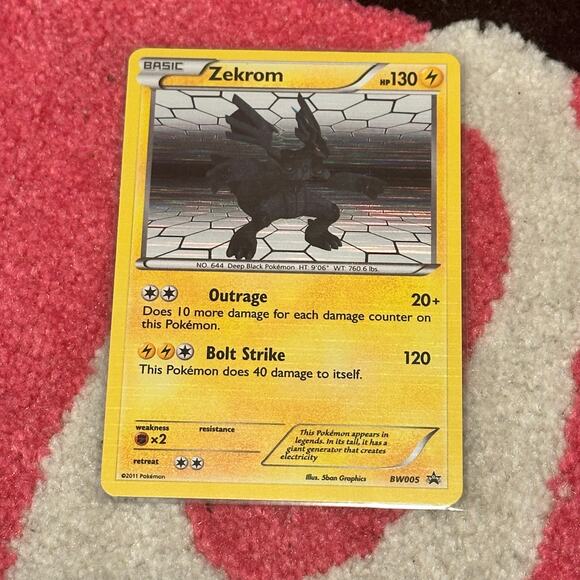 BASIC Zekrom HP130
NO. 644 Deep Black Pokémon HT: 9'06" WT: 760.6 lbs.
Outrage 20+
Does 10 more damage for each damage counter on
this Pokémon.
Bolt Strike 120
This Pokémon does 40 damage to itself.
weakness resistance
×2
retreat
This Pokémon appears in
legends. In its tail, it has a
giant generator that creates
electricity
©2011 Pokémon Illus. 5ban Graphics BW005